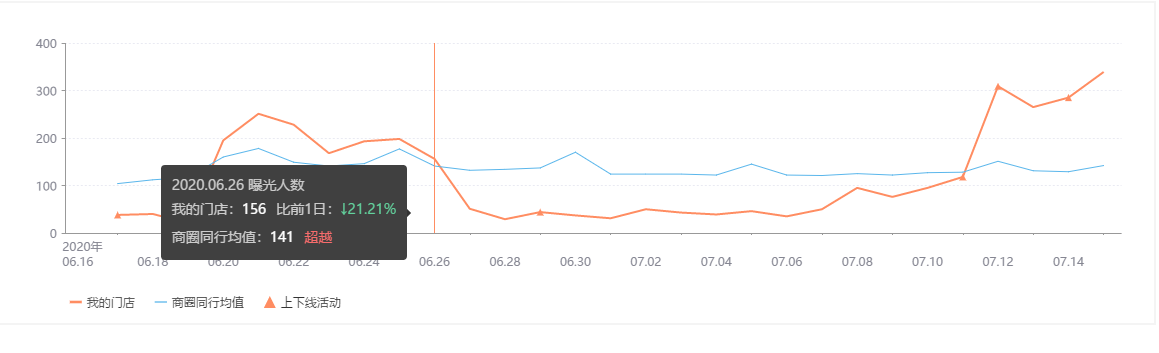 400
300
200
100
0
2020.06.26 曝光人数
我的门店：156 比前1日：↓21.21%
商圈同行均值：141 超越
2020年
06.16 06.18 06.20 06.22 06.24 06.26 06.28 06.30 07.02 07.04 07.06 07.08 07.10 07.12 07.14
我的门店 商圈同行均值 上下线活动